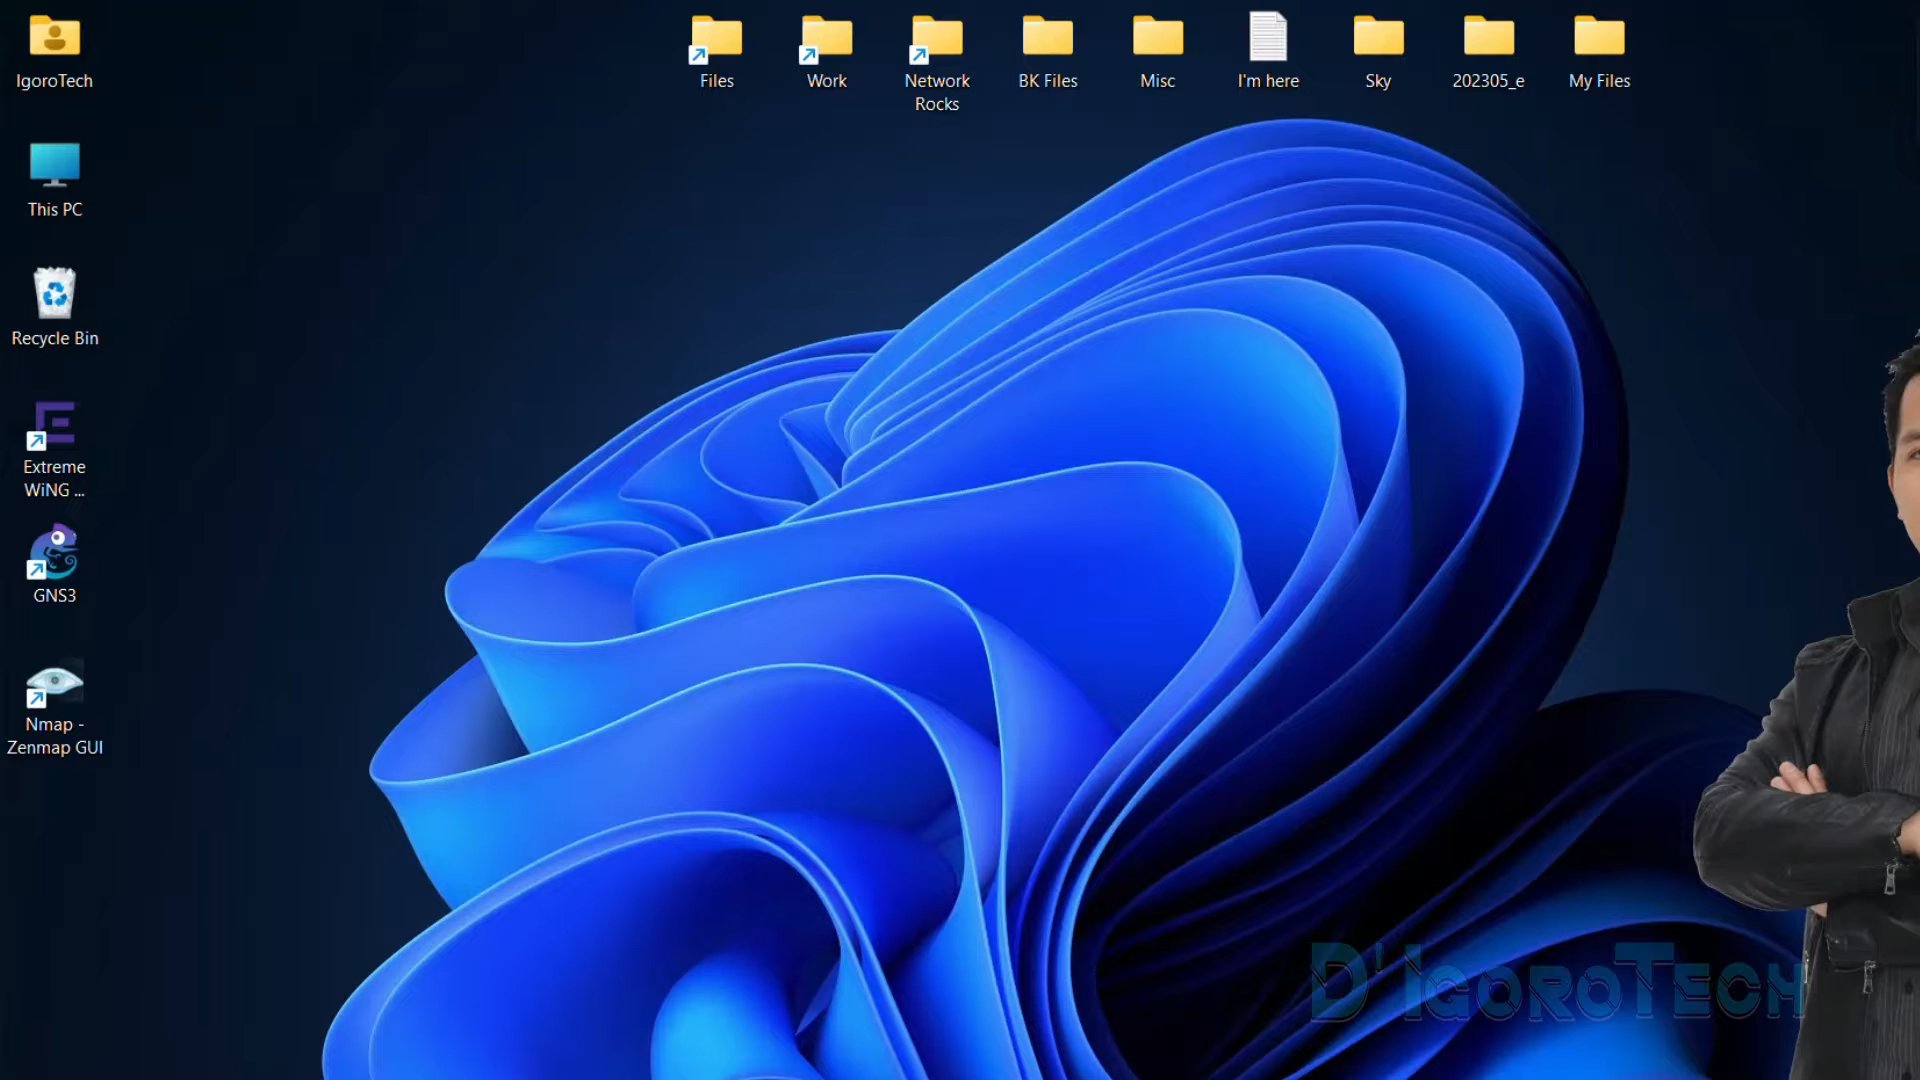 IgoroTech
Files
Work
Network
Rocks
BK Files
Misc
I'm here
Sky
202305_e
My Files
This PC
Recycle Bin
Extreme
WiNG ...
GNS3
Nmap -
Zenmap GUI
D'IGOROTECH